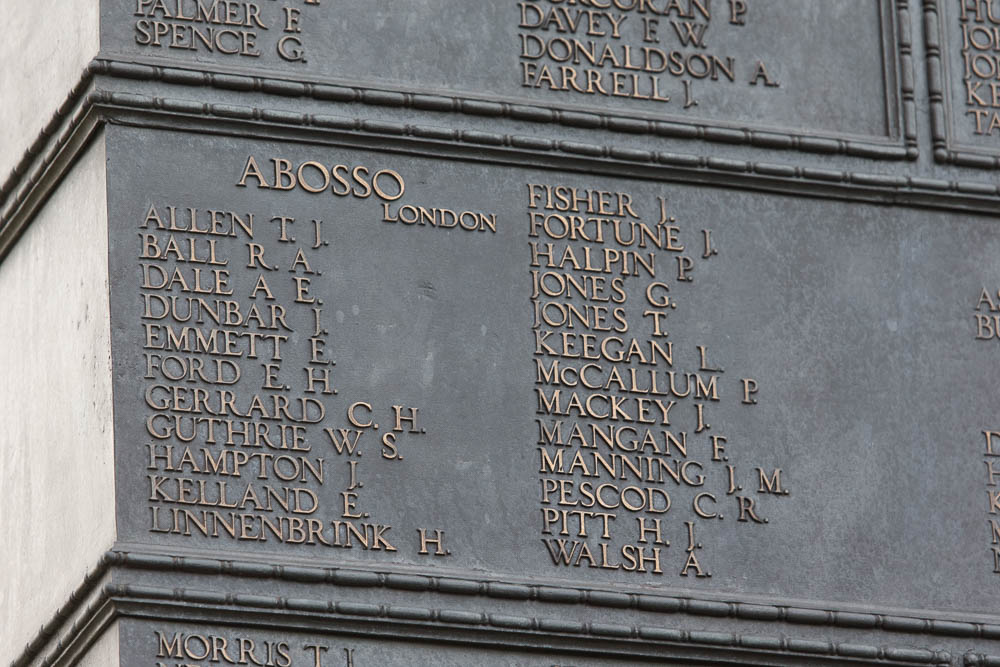 PALMER F.
SPENCE G.
CORCORAN P.
DAVEY F. W.
DONALDSON A.
FARRELL J.
ABOSSO
LONDON
ALLEN T. J.
BALL R. A.
DALE A E.
DUNBAR J.
EMMETT E.
FORD E. H.
GERRARD C. H.
GUTHRIE W. S.
HAMPTON J.
KELLAND E.
LINNENBRINK H.
FISHER J.
FORTUNE J.
HALPIN P.
JONES G.
JONES T.
KEEGAN L.
McCALLUM P.
MACKEY J.
MANGAN F.
MANNING J. M.
PESCOD C. R.
PITT H. J.
WALSH A.
MORRIS T. J.